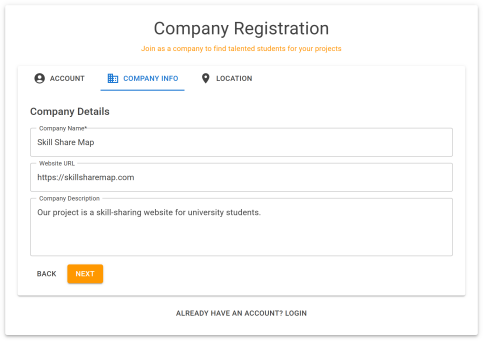 Company Registration
Join as a company to find talented students for your projects
ACCOUNT
COMPANY INFO
LOCATION
Company Details
Company Name*
Skill Share Map
Website URL
https://skillsharemap.com
Company Description
Our project is a skill-sharing website for university students.
BACK
NEXT
ALREADY HAVE AN ACCOUNT? LOGIN